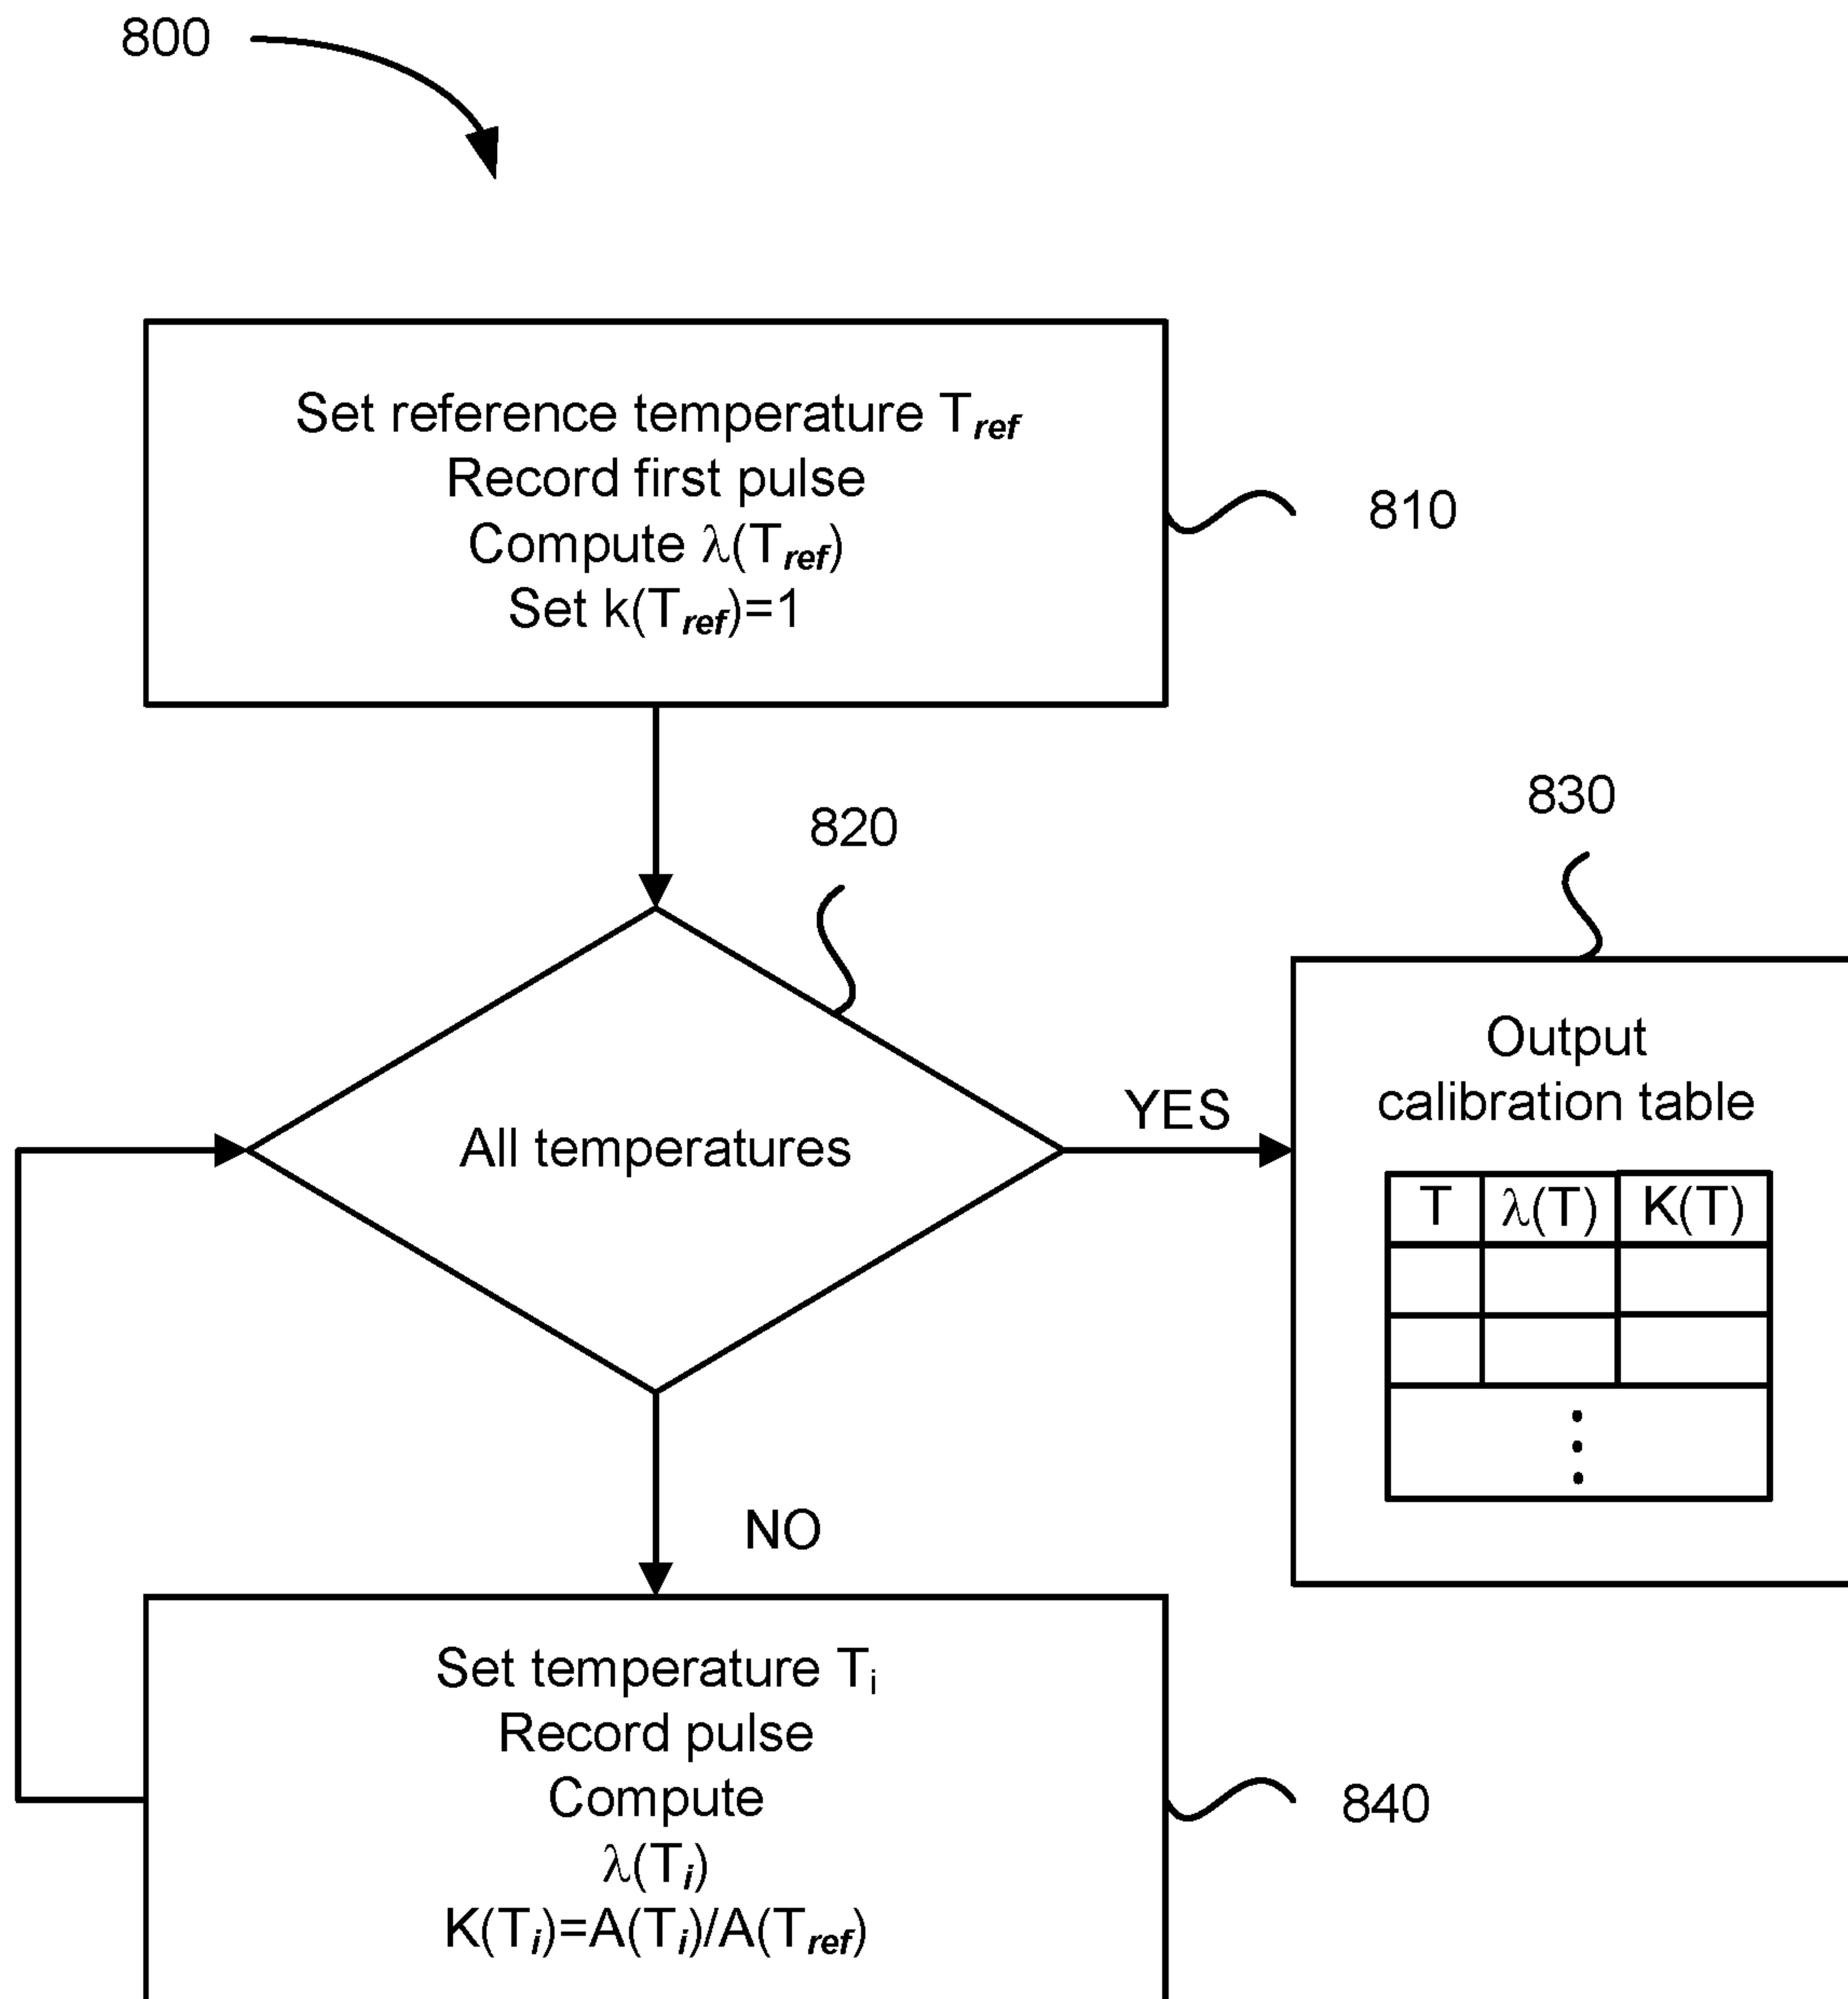 800
Set reference temperature Tref
Record first pulse
Compute λ(Tref)
Set k(Tref)=1
810
820
830
All temperatures
YES
Output
calibration table
T λ(T) K(T)
NO
Set temperature Ti
Record pulse
Compute
λ(Ti)
K(Ti)=A(Ti)/A(Tref)
840